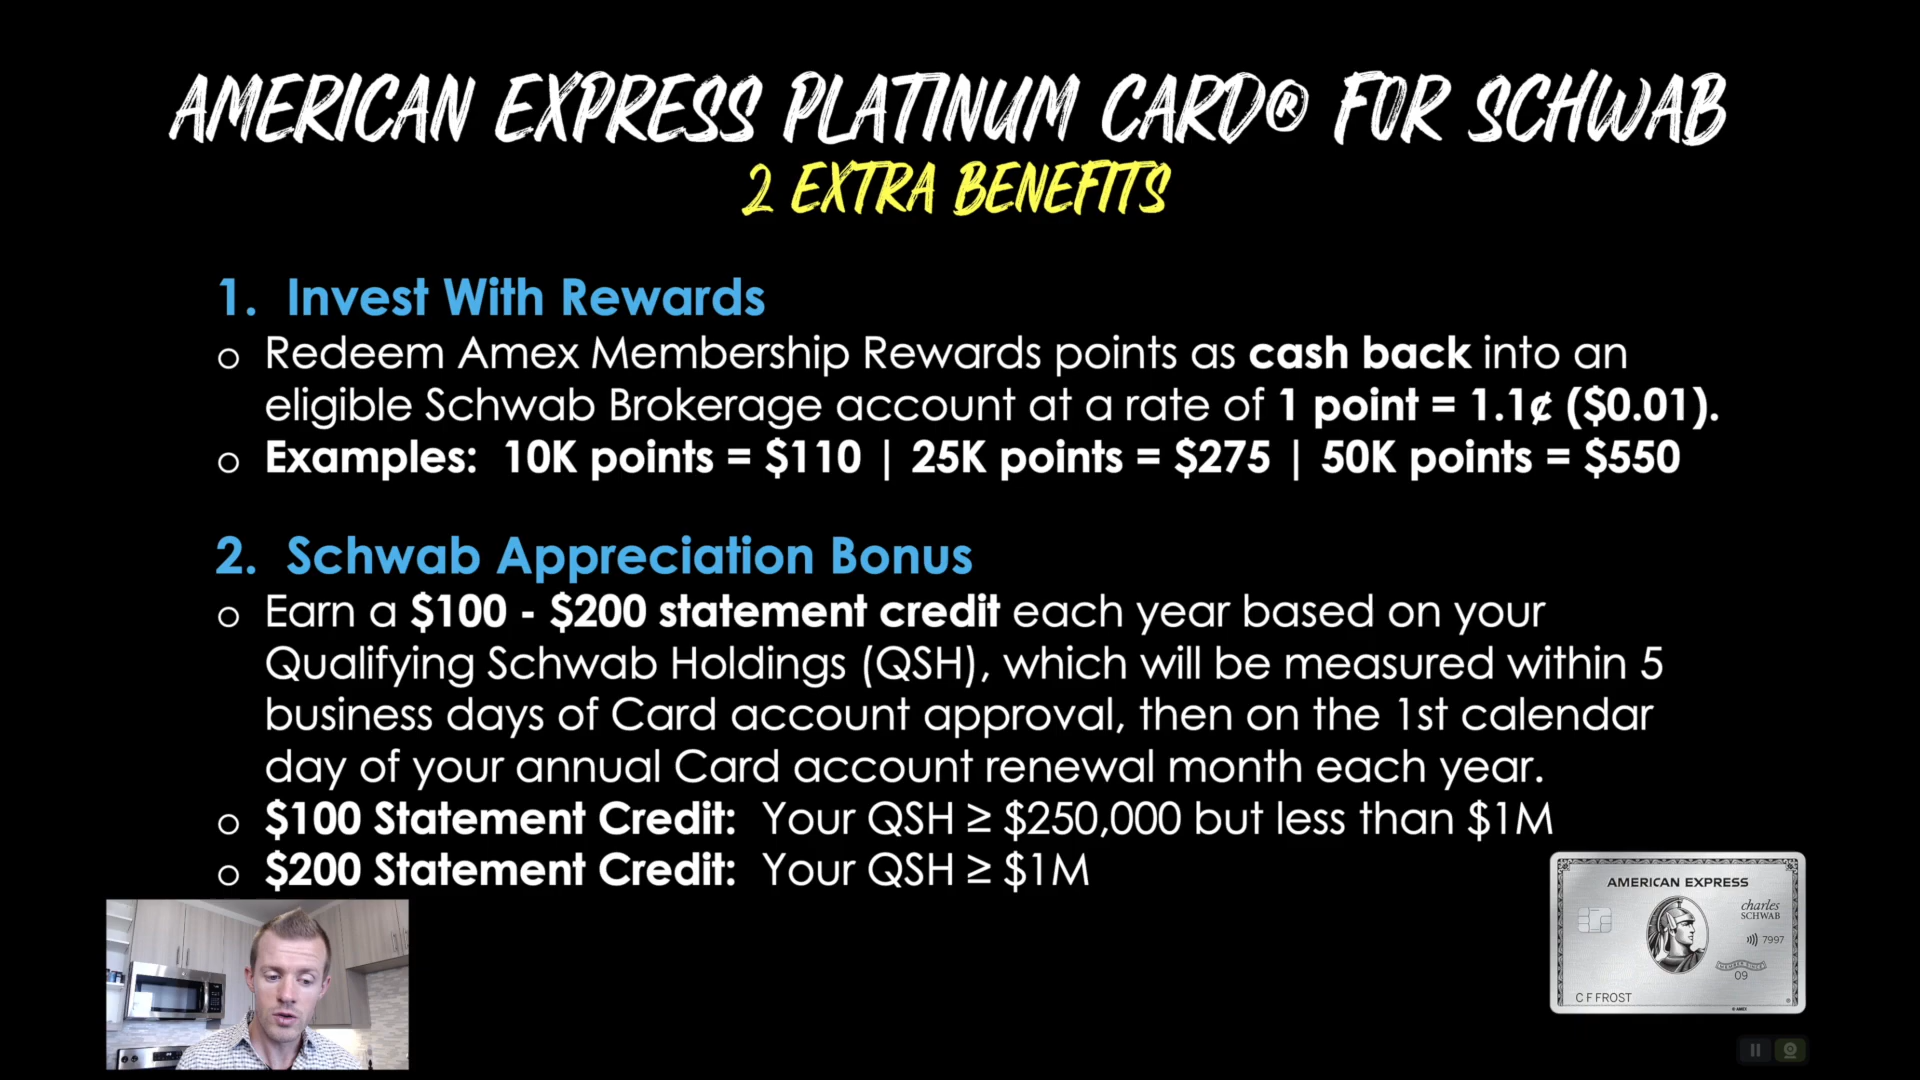 AMERICAN EXPRESS PLATINUM CARD® FOR SCHWAB
2 EXTRA BENEFITS
1. Invest With Rewards
o Redeem Amex Membership Rewards points as cash back into an
eligible Schwab Brokerage account at a rate of 1 point = 1.1¢ ($0.01).
o Examples: 10K points = $110 | 25K points = $275 | 50K points = $550
2. Schwab Appreciation Bonus
o Earn a $100 - $200 statement credit each year based on your
Qualifying Schwab Holdings (QSH), which will be measured within 5
business days of Card account approval, then on the 1st calendar
day of your annual Card account renewal month each year.
o $100 Statement Credit: Your QSH ≥ $250,000 but less than $1M
o $200 Statement Credit: Your QSH ≥ $1M
AMERICAN EXPRESS
charles
SCHWAB
7997
MEMBER SINCE
09
C F FROST